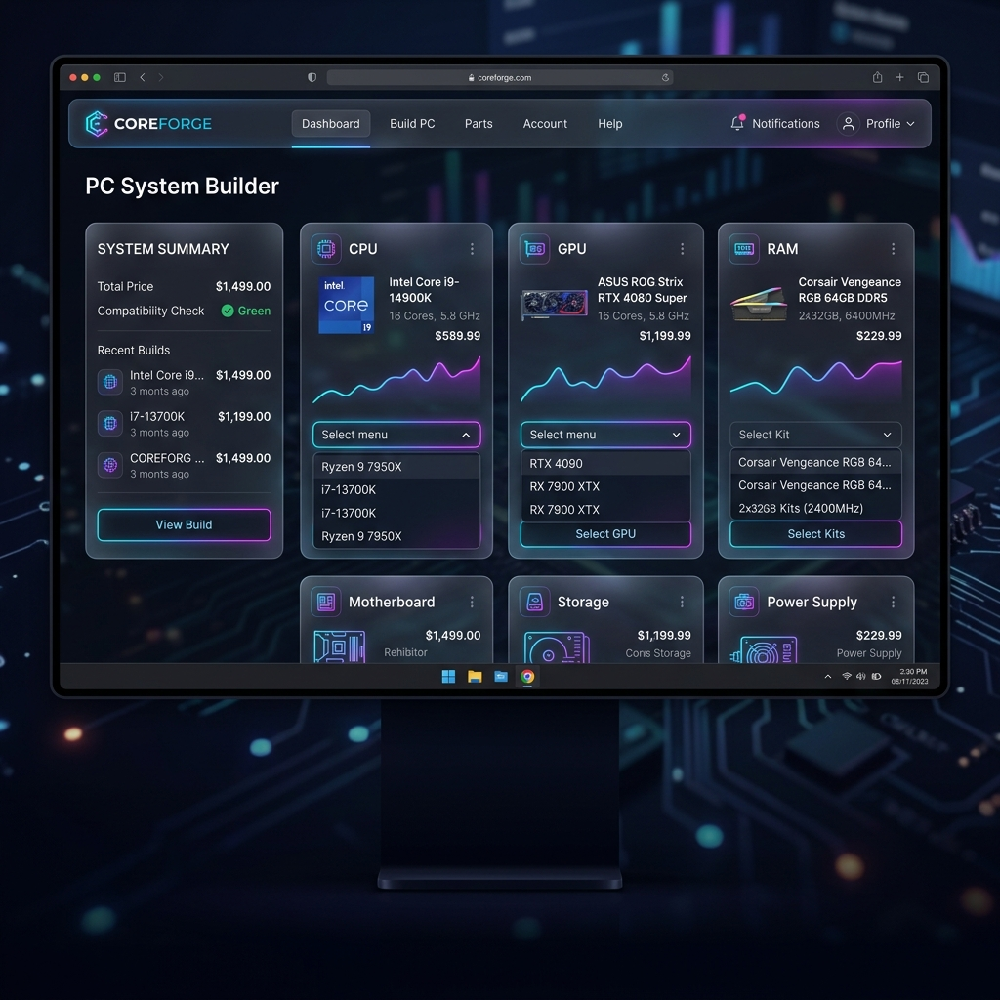 coreforge.com
COREFORGE
Dashboard
Build PC
Parts
Account
Help
Notifications
Profile
PC System Builder
SYSTEM SUMMARY
Total Price $1,499.00
Compatibility Check Green
Recent Builds
Intel Core i9... $1,499.00
3 monts ago
I7-13700K $1,199.00
3 monts ago
COREFORG ... $1,499.00
3 monts ago
View Build
CPU
intel.
CORE
i9
Intel Core i9-
14900K
16 Cores, 5.8 GHz
$589.99
Select menu
Ryzen 9 7950X
i7-13700K
i7-13700K
Ryzen 9 7950X
GPU
ASUS ROG Strix
RTX 4080 Super
16 Cores, 5.8 GHz
$1,199.99
Select menu
RTX 4090
RX 7900 XTX
RX 7900 XTX
Select GPU
RAM
Corsair Vengeance
RGB 64GB DDR5
2x32GB, 6400MHz
$229.99
Select Kit
Corsair Vengeance RGB 64...
Corsair Vengeance RGB 64...
2x32GB Kits (2400MHz)
Select Kits
Motherboard
$1,499.00
Rehibitor
Storage
$1,199.99
Cons Storage
Power Supply
$229.99
Power Supply
2:30 PM
08/11/2023